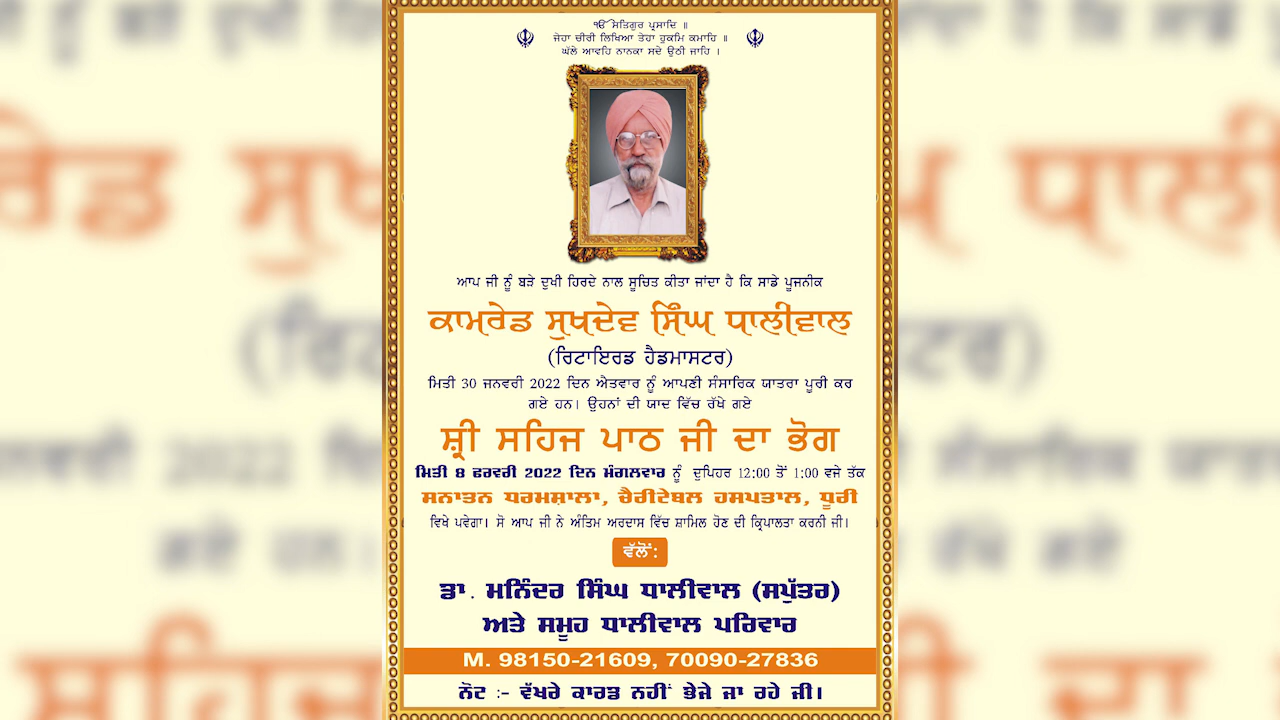 ੴ ਸਤਿਗੁਰ ਪ੍ਰਸਾਦਿ ॥
ਜੇਹਾ ਚੀਰੀ ਲਿਖਿਆ ਤੇਹਾ ਹੁਕਮਿ ਕਮਾਹਿ ॥
ਘੱਲੇ ਆਵਹਿ ਨਾਨਕਾ ਸਦੇ ਉਠੀ ਜਾਹਿ ।
ਆਪ ਜੀ ਨੂੰ ਬੜੇ ਦੁਖੀ ਹਿਰਦੇ ਨਾਲ ਸੂਚਿਤ ਕੀਤਾ ਜਾਂਦਾ ਹੈ ਕਿ ਸਾਡੇ ਪੂਜਨੀਕ
ਕਾਮਰੇਡ ਸੁਖਦੇਵ ਸਿੰਘ ਧਾਲੀਵਾਲ
(ਰਿਟਾਇਰਡ ਹੈਡਮਾਸਟਰ)
ਮਿਤੀ 30 ਜਨਵਰੀ 2022 ਦਿਨ ਐਤਵਾਰ ਨੂੰ ਆਪਣੀ ਸੰਸਾਰਿਕ ਯਾਤਰਾ ਪੂਰੀ ਕਰ
ਗਏ ਹਨ। ਉਹਨਾਂ ਦੀ ਯਾਦ ਵਿੱਚ ਰੱਖੇ ਗਏ
ਸ਼੍ਰੀ ਸਹਿਜ ਪਾਠ ਜੀ ਦਾ ਭੋਗ
ਮਿਤੀ 8 ਫਰਵਰੀ 2022 ਦਿਨ ਮੰਗਲਵਾਰ ਨੂੰ ਦੁਪਿਹਰ 12:00 ਤੋਂ 1:00 ਵਜੇ ਤੱਕ
ਸਨਾਤਨ ਧਰਮਸ਼ਾਲਾ, ਚੈਰੀਟੇਬਲ ਹਸਪਤਾਲ, ਧੂਰੀ
ਵਿਖੇ ਪਵੇਗਾ। ਸੋ ਆਪ ਜੀ ਨੇ ਅੰਤਿਮ ਅਰਦਾਸ ਵਿੱਚ ਸ਼ਾਮਿਲ ਹੋਣ ਦੀ ਕ੍ਰਿਪਾਲਤਾ ਕਰਨੀ ਜੀ।
ਵੱਲੋਂ:
ਡਾ. ਮਨਿੰਦਰ ਸਿੰਘ ਧਾਲੀਵਾਲ (ਸਪੁੱਤਰ)
ਅਤੇ ਸਮੂਹ ਧਾਲੀਵਾਲ ਪਰਿਵਾਰ
M. 98150-21609, 70090-27836
ਨੋਟ :- ਵੱਖਰੇ ਕਾਰਡ ਨਹੀਂ ਭੇਜੇ ਜਾ ਰਹੇ ਜੀ।